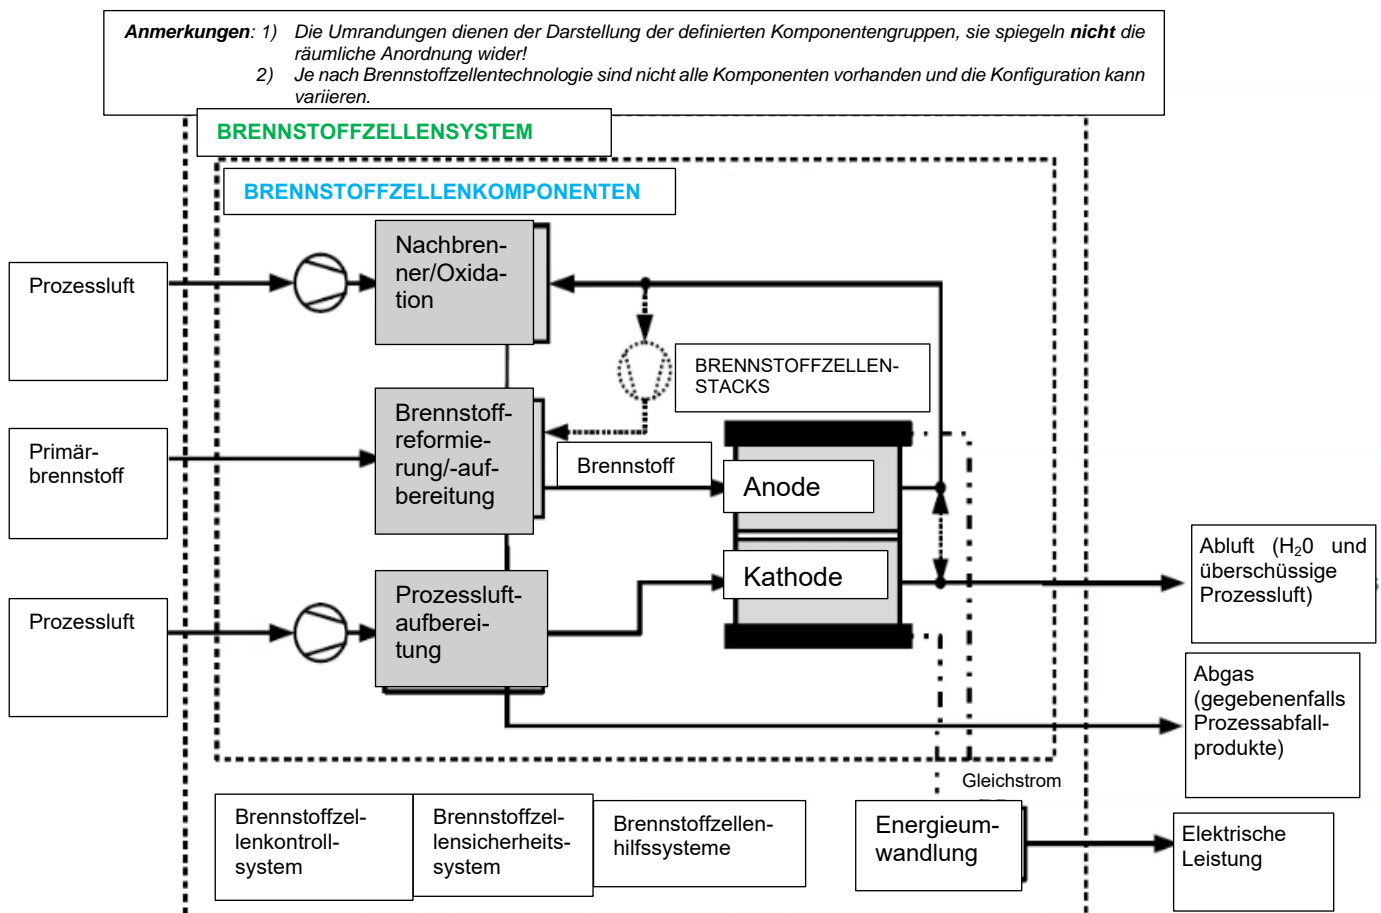 Anmerkungen: 1) Die Umrandungen dienen der Darstellung der definierten Komponentengruppen, sie spiegeln nicht die
räumliche Anordnung wider!
2) Je nach Brennstoffzellentechnologie sind nicht alle Komponenten vorhanden und die Konfiguration kann
variieren.
BRENNSTOFFZELLENSYSTEM
BRENNSTOFFZELLENKOMPONENTEN
Prozessluft
Nachbren-
ner/Oxida-
tion
BRENNSTOFFZELLEN-
STACKS
Primär-
brennstoff
Brennstoff-
reformie-
rung/-auf-
bereitung
Brennstoff
Anode
Kathode
Prozessluft
Prozessluft-
aufberei-
tung
Abluft (H₂0 und
überschüssige
Prozessluft)
Abgas
(gegebenenfalls
Prozessabfall-
produkte)
Gleichstrom
Brennstoffzel-
lenkontroll-
system
Brennstoffzel-
lensicherheits-
system
Brennstoffzellen-
hilfssysteme
Energieum-
wandlung
Elektrische
Leistung